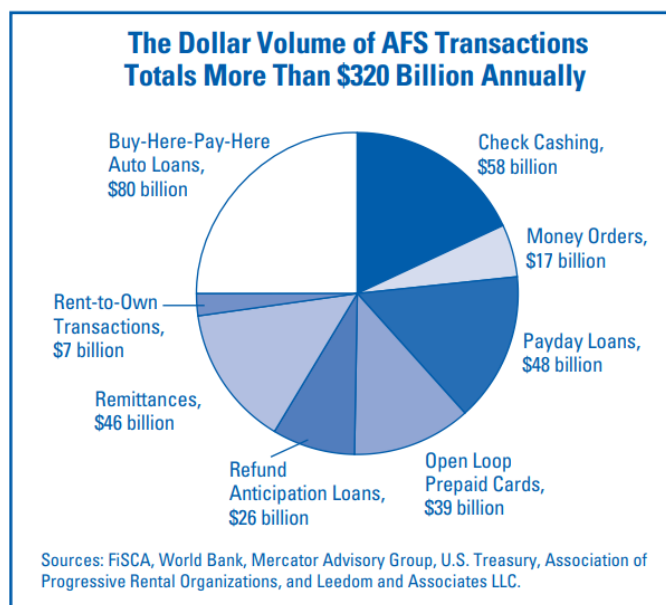 The Dollar Volume of AFS Transactions
Totals More Than $320 Billion Annually
Buy-Here-Pay-Here
Auto Loans,
$80 billion
Check Cashing,
$58 billion
Money Orders,
$17 billion
Rent-to-Own
Transactions,
$7 billion
Payday Loans,
$48 billion
Remittances,
$46 billion
Refund
Anticipation Loans,
$26 billion
Open Loop
Prepaid Cards,
$39 billion
Sources: FiSCA, World Bank, Mercator Advisory Group, U.S. Treasury, Association of
Progressive Rental Organizations, and Leedom and Associates LLC.